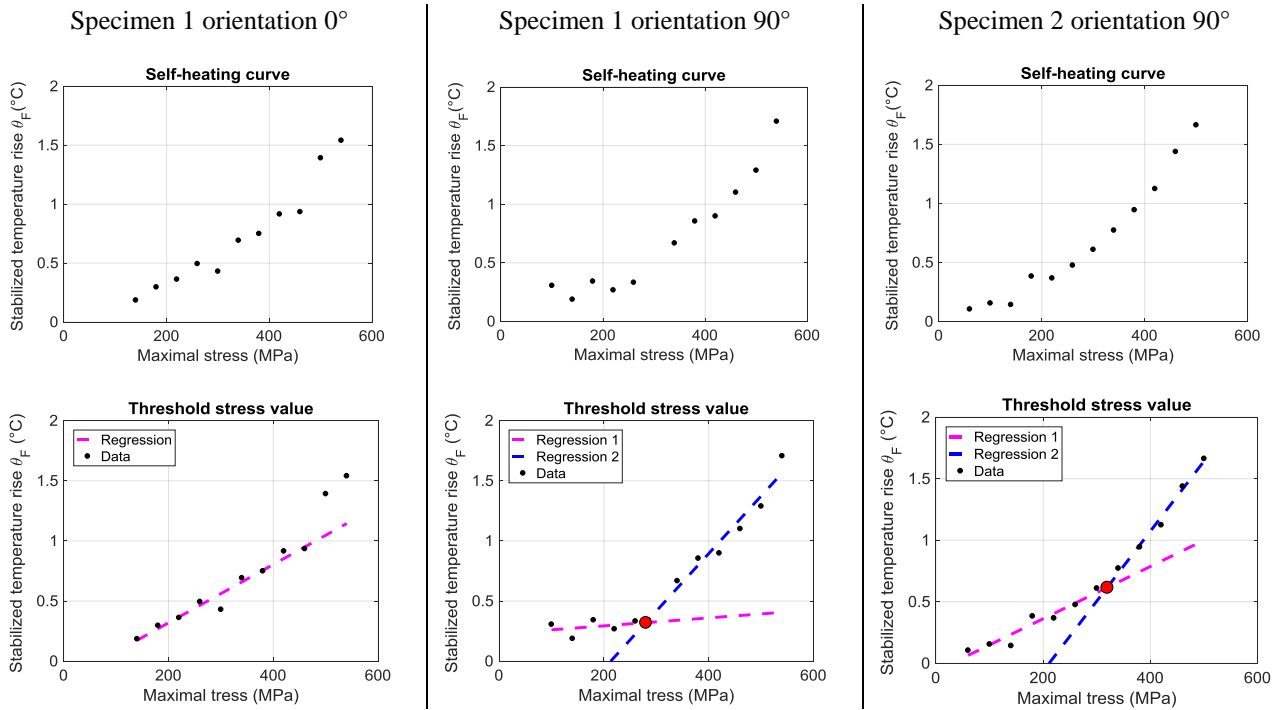 Specimen 1 orientation 0°
Self-heating curve
Stabilized temperature rise θF(°C)
2
1.5
1
0.5
0
0 200 400 600
Maximal stress (MPa)
Threshold stress value
Stabilized temperature rise θF (°C)
2
1.5
1
0.5
0
Regression
Data
0 200 400 600
Maximal tress (MPa)
Specimen 1 orientation 90°
Self-heating curve
Stabilized temperature rise θF(°C)
2
1.5
1
0.5
0
0 200 400 600
Maximal stress (MPa)
Threshold stress value
Stabilized temperature rise θF (°C)
2
1.5
1
0.5
0
Regression 1
Regression 2
Data
0 200 400 600
Maximal tress (MPa)
Specimen 2 orientation 90°
Self-heating curve
Stabilized temperature rise θF(°C)
2
1.5
1
0.5
0
0 200 400 600
Maximal stress (MPa)
Threshold stress value
Stabilized temperature rise θF (°C)
2
1.5
1
0.5
0
Regression 1
Regression 2
Data
0 200 400 600
Maximal tress (MPa)